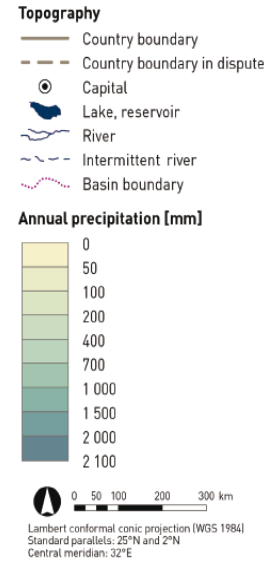 Topography
Country boundary
Country boundary in dispute
Capital
Lake, reservoir
River
Intermittent river
Basin boundary
Annual precipitation [mm]
0
50
100
200
400
700
1 000
1 500
2 000
2 100
0 50 100 200 300 km
Lambert conformal conic projection (WGS 1984)
Standard parallels: 25°N and 2°N
Central meridian: 32°E